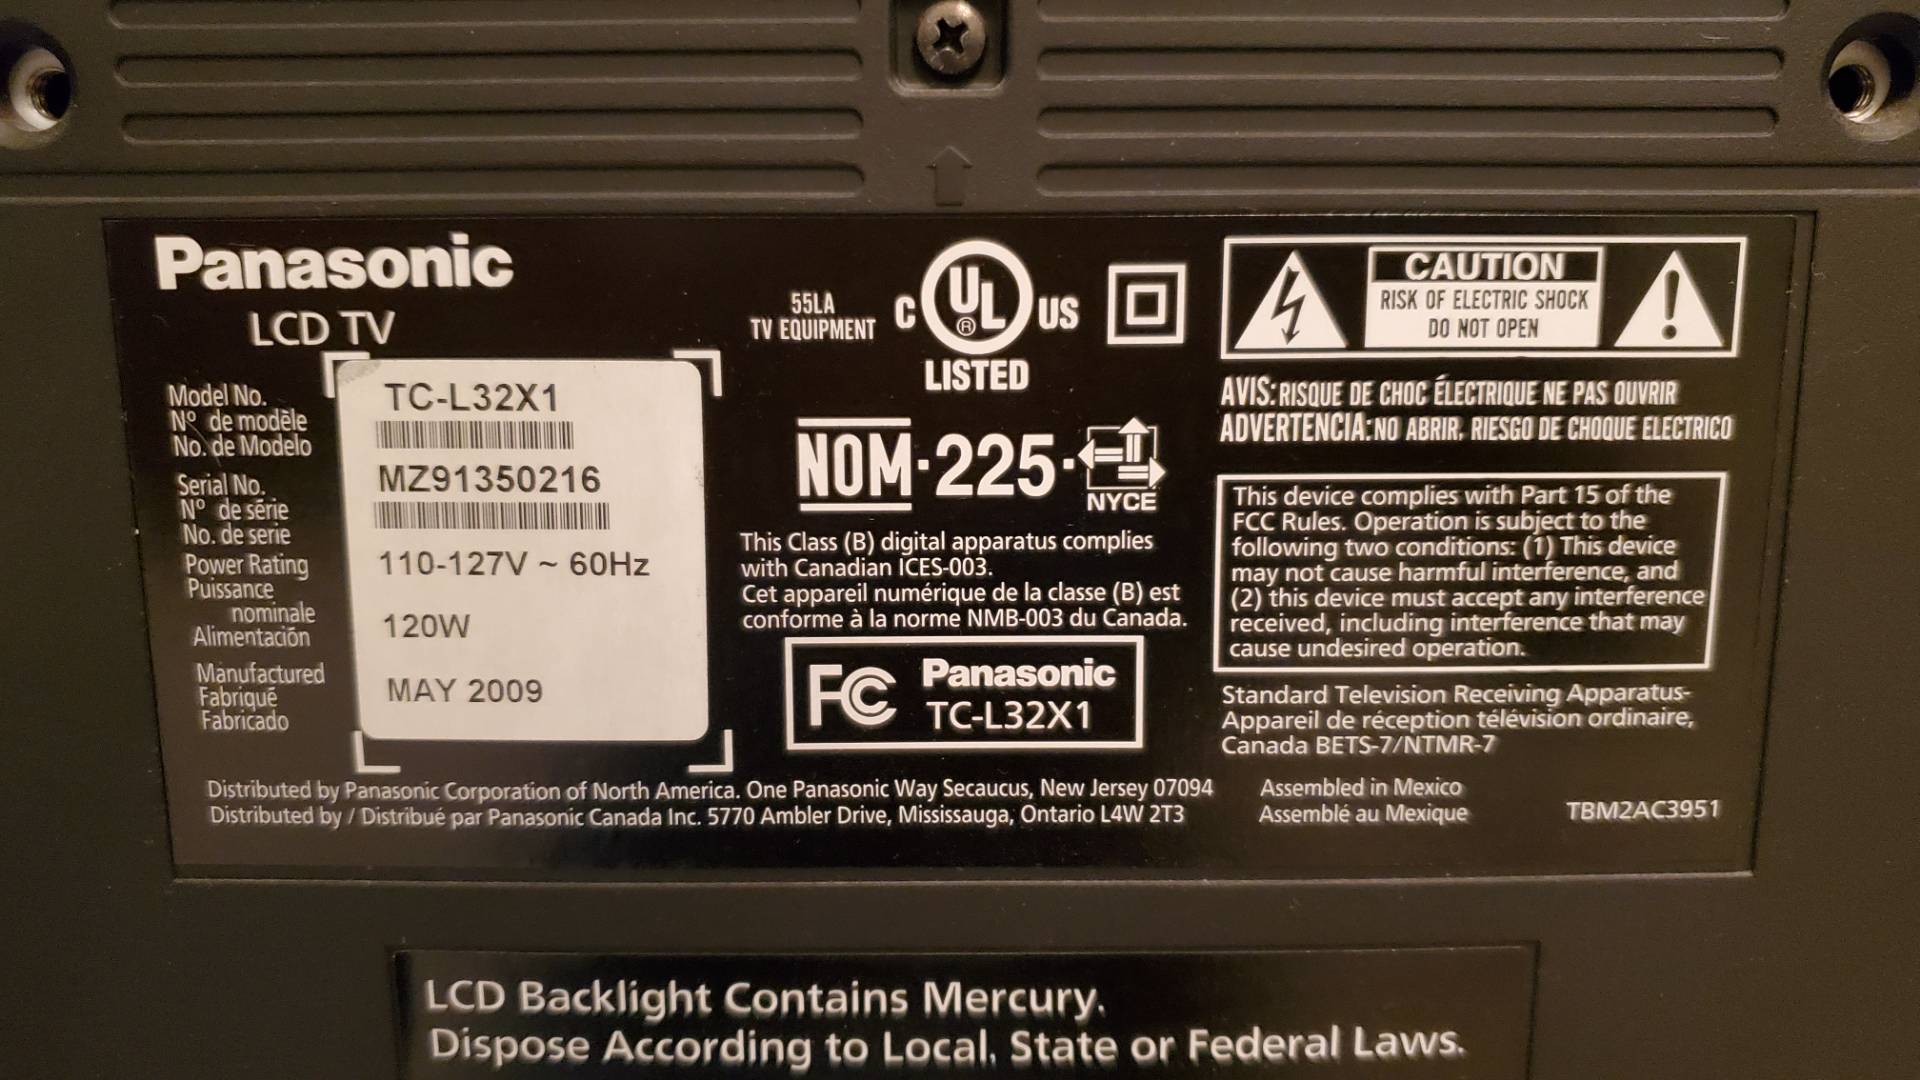 Panasonic
LCD TV
Model No.
Nº de modèle
No. de Modelo
TC-L32X1
Serial No.
Nº de série
No. de serie
MZ91350216
Power Rating
Puissance
nominale
Alimentación
110-127V ~ 60Hz
120W
Manufactured
Fabriqué
Fabricado
MAY 2009
55LA
TV EQUIPMENT
C UL ® US
LISTED
NOM-225-
NYCE
This Class (B) digital apparatus complies
with Canadian ICES-003.
Cet appareil numérique de la classe (B) est
conforme à la norme NMB-003 du Canada.
FC Panasonic
TC-L32X1
CAUTION
RISK OF ELECTRIC SHOCK
DO NOT OPEN
AVIS:RISQUE DE CHOC ÉLECTRIQUE NE PAS OUVRIR
ADVERTENCIA:NO ABRIR, RIESGO DE CHOQUE ELECTRICO
This device complies with Part 15 of the
FCC Rules. Operation is subject to the
following two conditions: (1) This device
may not cause harmful interference, and
(2) this device must accept any interference
received, including interference that may
cause undesired operation.
Standard Television Receiving Apparatus-
Appareil de réception télévision ordinaire,
Canada BETS-7/NTMR-7
Distributed by Panasonic Corporation of North America. One Panasonic Way Secaucus, New Jersey 07094
Distributed by / Distribué par Panasonic Canada Inc. 5770 Ambler Drive, Mississauga, Ontario L4W 2T3
Assembled in Mexico
Assemblé au Mexique
TBM2AC3951
LCD Backlight Contains Mercury.
Dispose According to Local, State or Federal Laws.